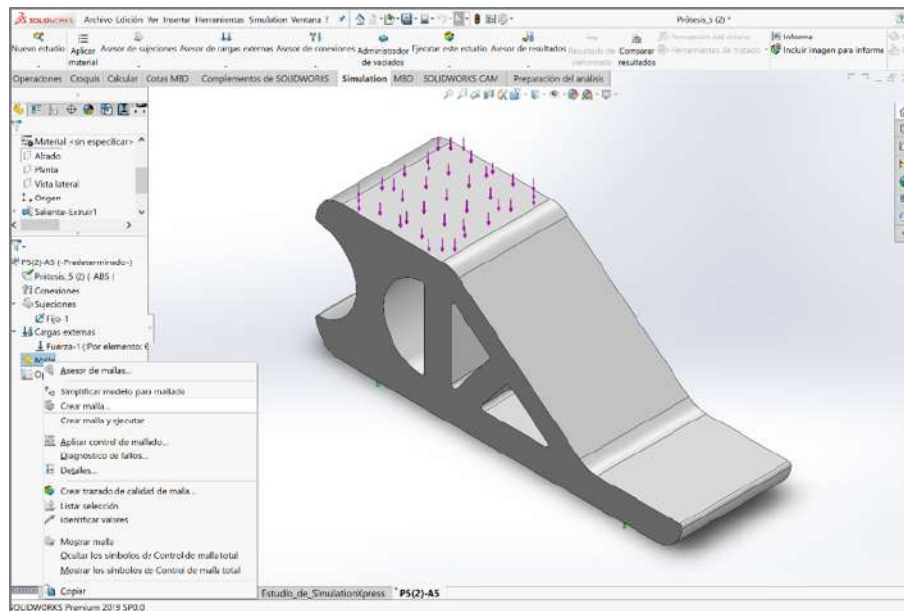 SOLIDWORKS Archivo Edición Ver Insertar Herramientas Simulation Ventana ? Prótesis_5 (2) *
Nuevo estudio Aplicar material Asesor de sujeciones Asesor de cargas externas Asesor de conexiones Administrador de vaciados Ejecutar este estudio Asesor de resultados Comparar resultados Informe
Incluir imagen para informe
Operaciones Croquis Calcular Cotas MBD Complementos de SOLIDWORKS Simulation MBD SOLIDWORKS CAM Preparación del análisis
Material <sin especificar>
Alzado
Planta
Vista lateral
Origen
Saliente-Extruir1
P5(2)-A5 (-Predeterminado-)
Prótesis_5 (2) (-ABS
Conexiones
Sujeciones
Fijo-1
Cargas externas
Fuerza-1 (:Por elemento: 6
Malla
Asesor de mallas...
Simplificar modelo para mallado
Crear malla...
Crear malla y ejecutar
Aplicar control de mallado...
Diagnóstico de fallos...
Detalles...
Crear trazado de calidad de malla...
Listar selección
Identificar valores
Mostrar malla
Ocultar los símbolos de Control de malla total
Mostrar los símbolos de Control de malla total
Copiar
Estudio_de_SimulationXpress P5(2)-A5
SOLIDWORKS Premium 2019 SP0.0